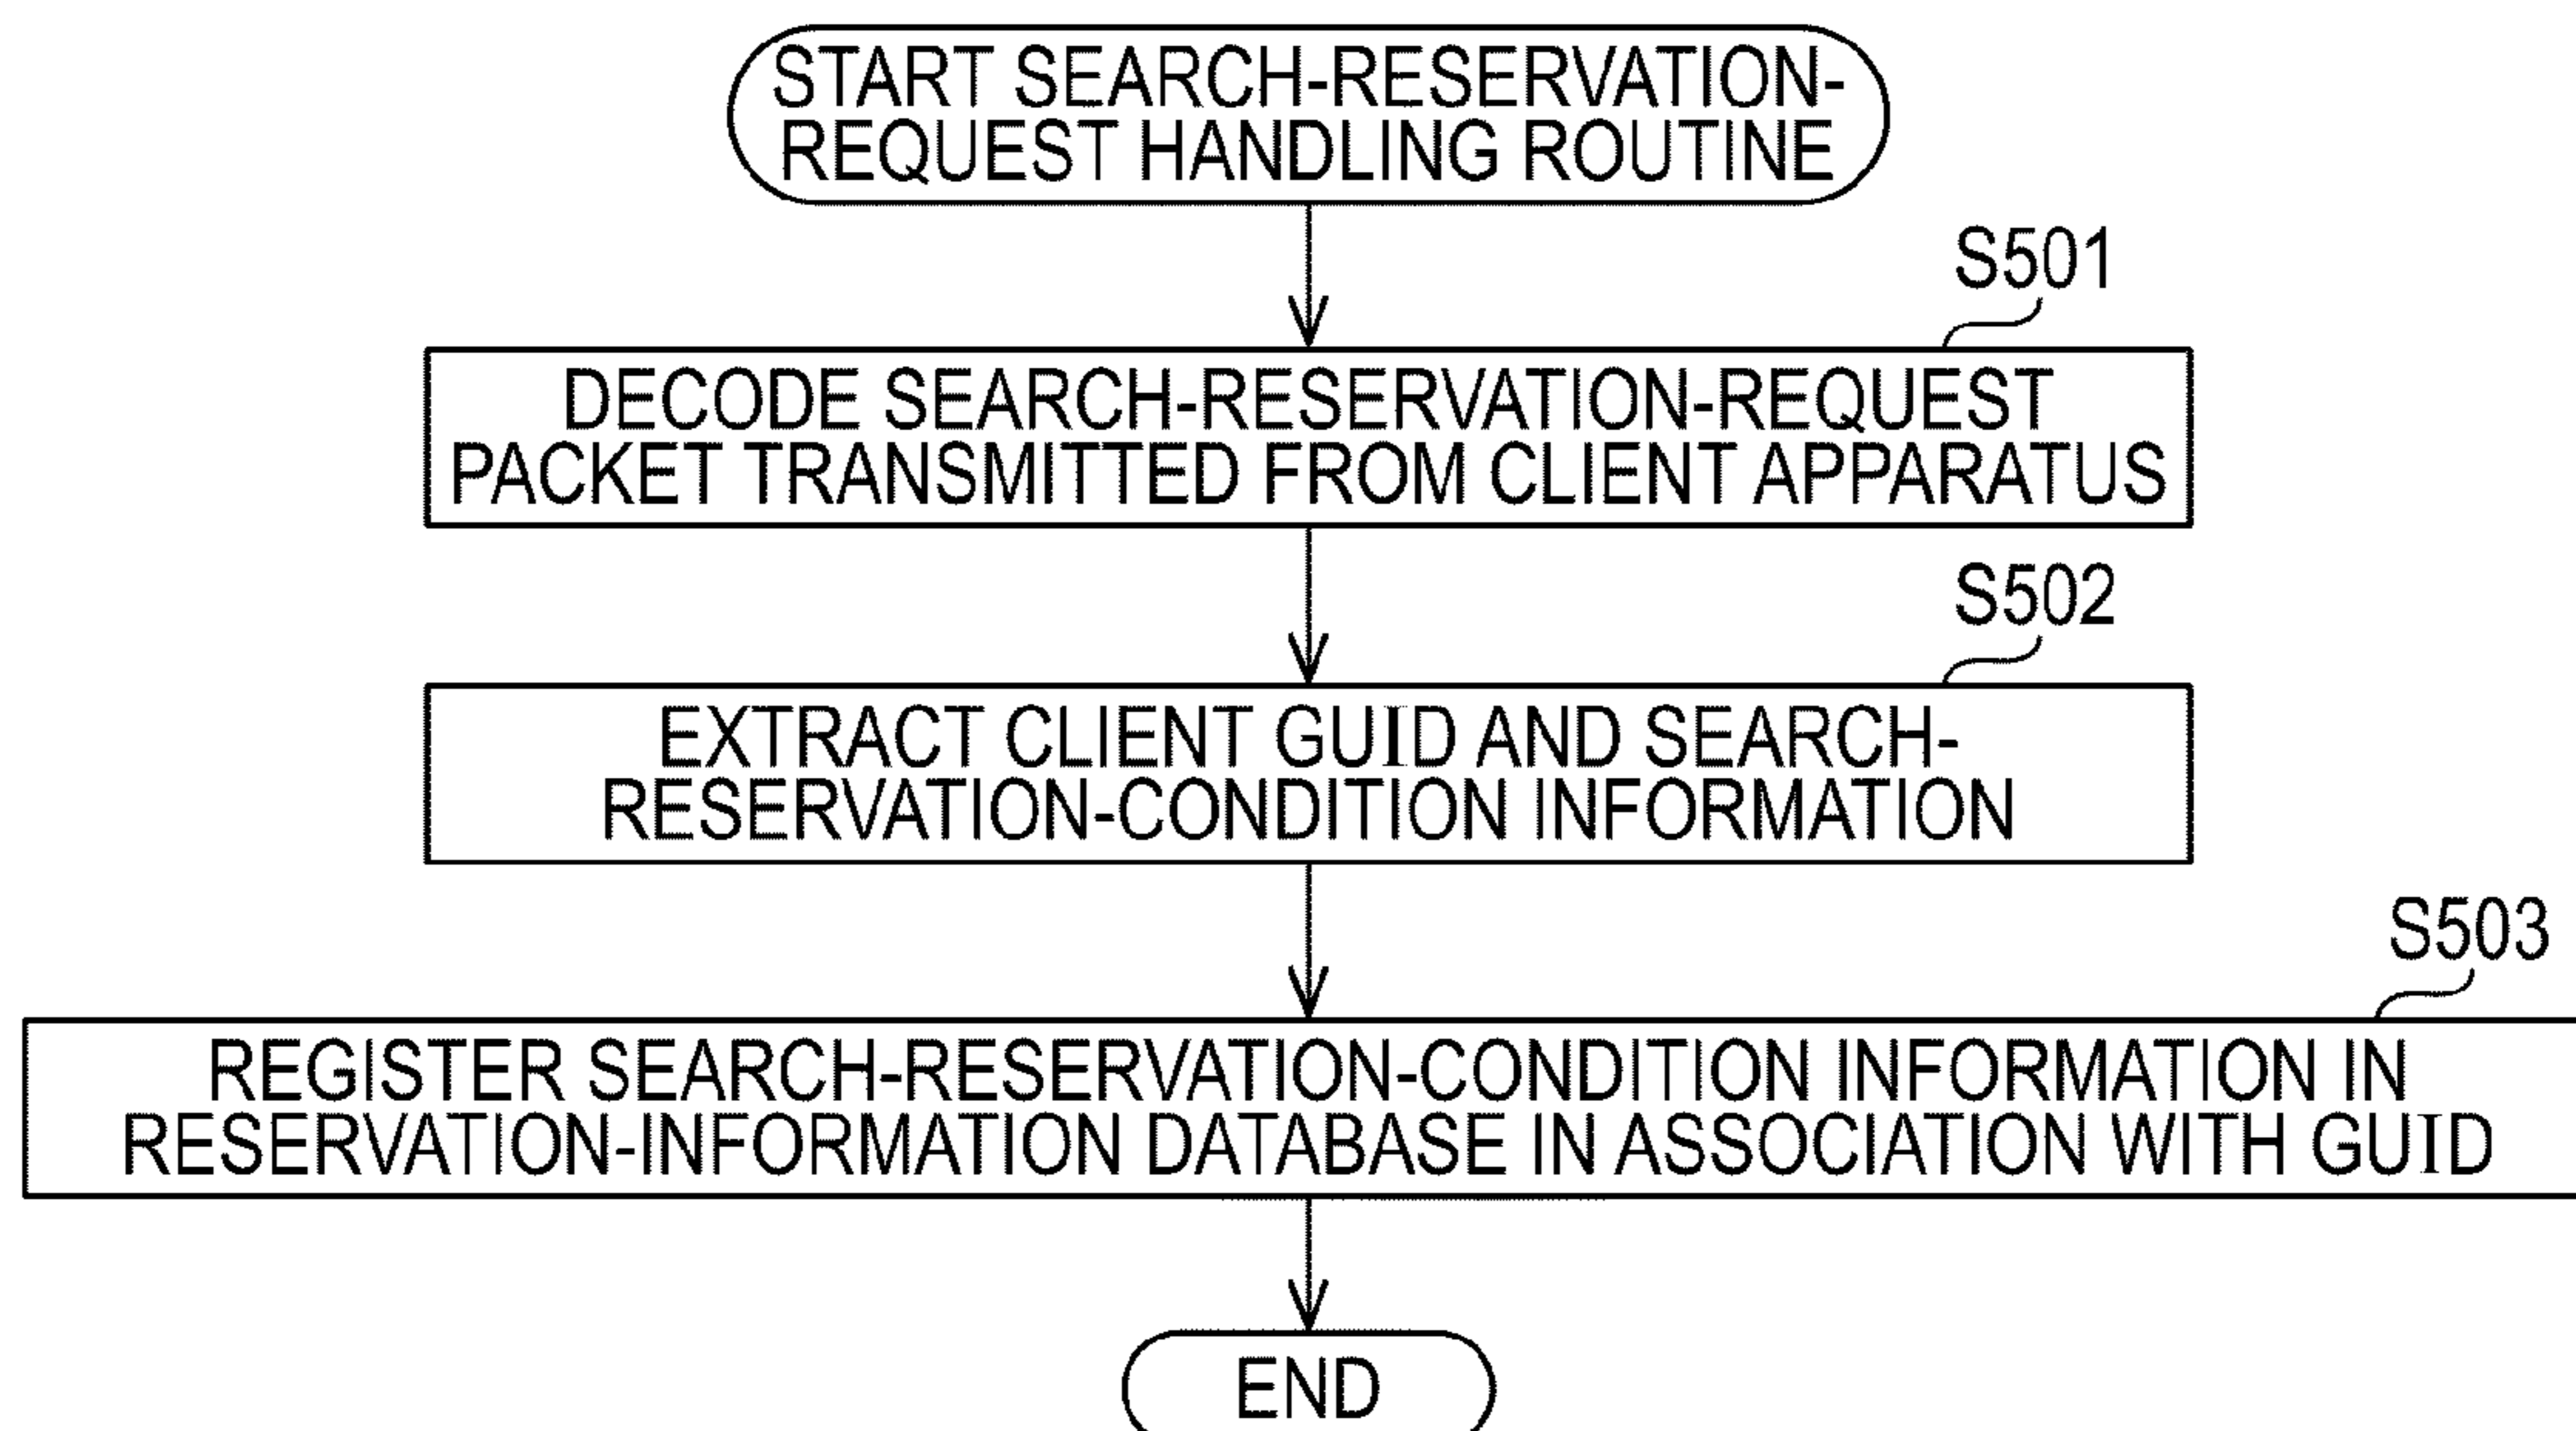 START SEARCH-RESERVATION-
REQUEST HANDLING ROUTINE
S501
DECODE SEARCH-RESERVATION-REQUEST
PACKET TRANSMITTED FROM CLIENT APPARATUS
S502
EXTRACT CLIENT GUID AND SEARCH-
RESERVATION-CONDITION INFORMATION
S503
REGISTER SEARCH-RESERVATION-CONDITION INFORMATION IN
RESERVATION-INFORMATION DATABASE IN ASSOCIATION WITH GUID
END